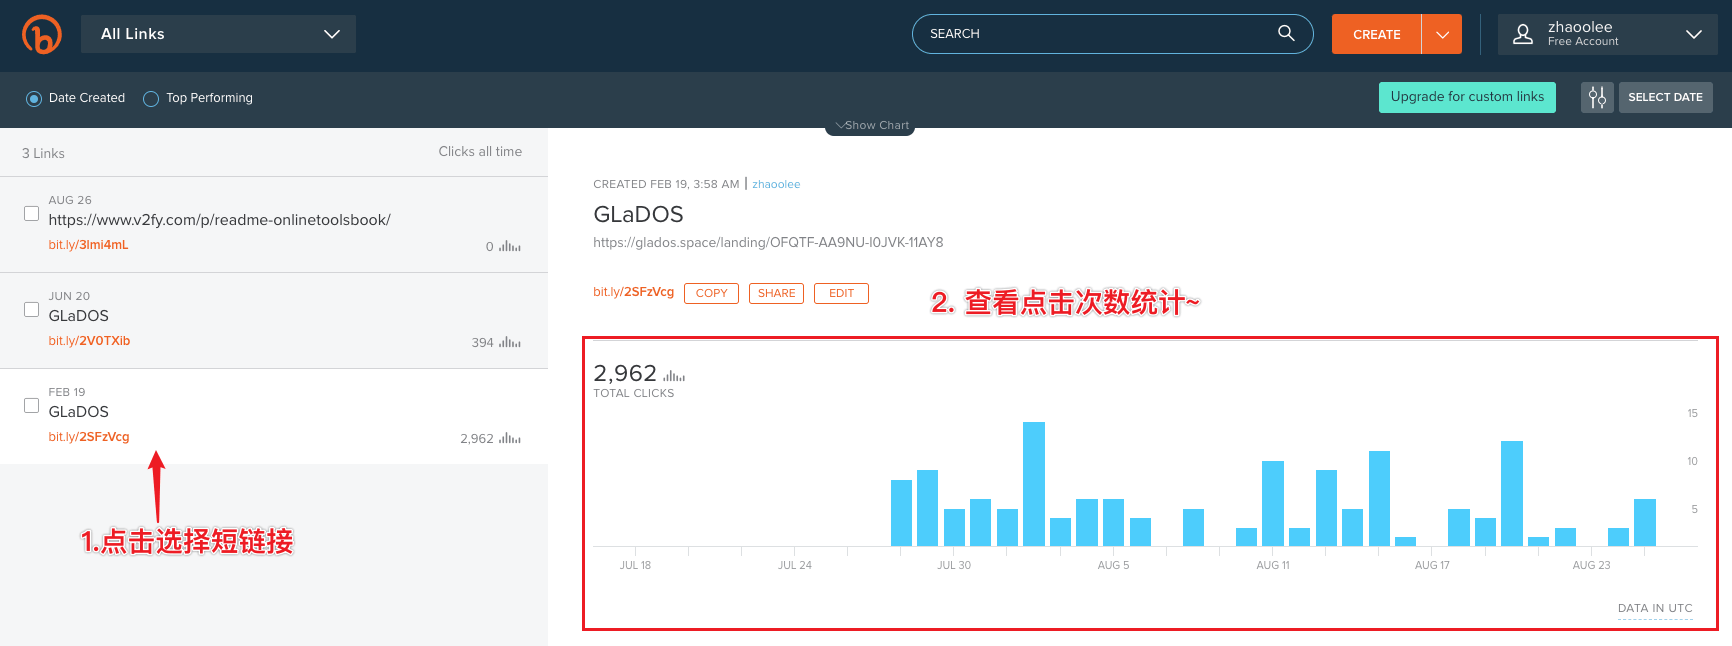 All Links
SEARCH
CREATE
zhaoolee
Free Account
Date Created
Top Performing
Upgrade for custom links
SELECT DATE
Show Chart
3 Links
Clicks all time
AUG 26
https://www.v2fy.com/p/readme-onlinetoolsbook/
bit.ly/3lmi4mL
0
JUN 20
GLaDOS
bit.ly/2V0TXib
394
FEB 19
GLaDOS
bit.ly/2SFzVcg
2,962
1.点击选择短链接
CREATED FEB 19, 3:58 AM | zhaoolee
GLaDOS
https://glados.space/landing/OFQTF-AA9NU-I0JVK-11AY8
bit.ly/2SFzVcg
COPY
SHARE
EDIT
2. 查看点击次数统计~
2,962
TOTAL CLICKS
15
10
5
JUL 18
JUL 24
JUL 30
AUG 5
AUG 11
AUG 17
AUG 23
DATA IN UTC